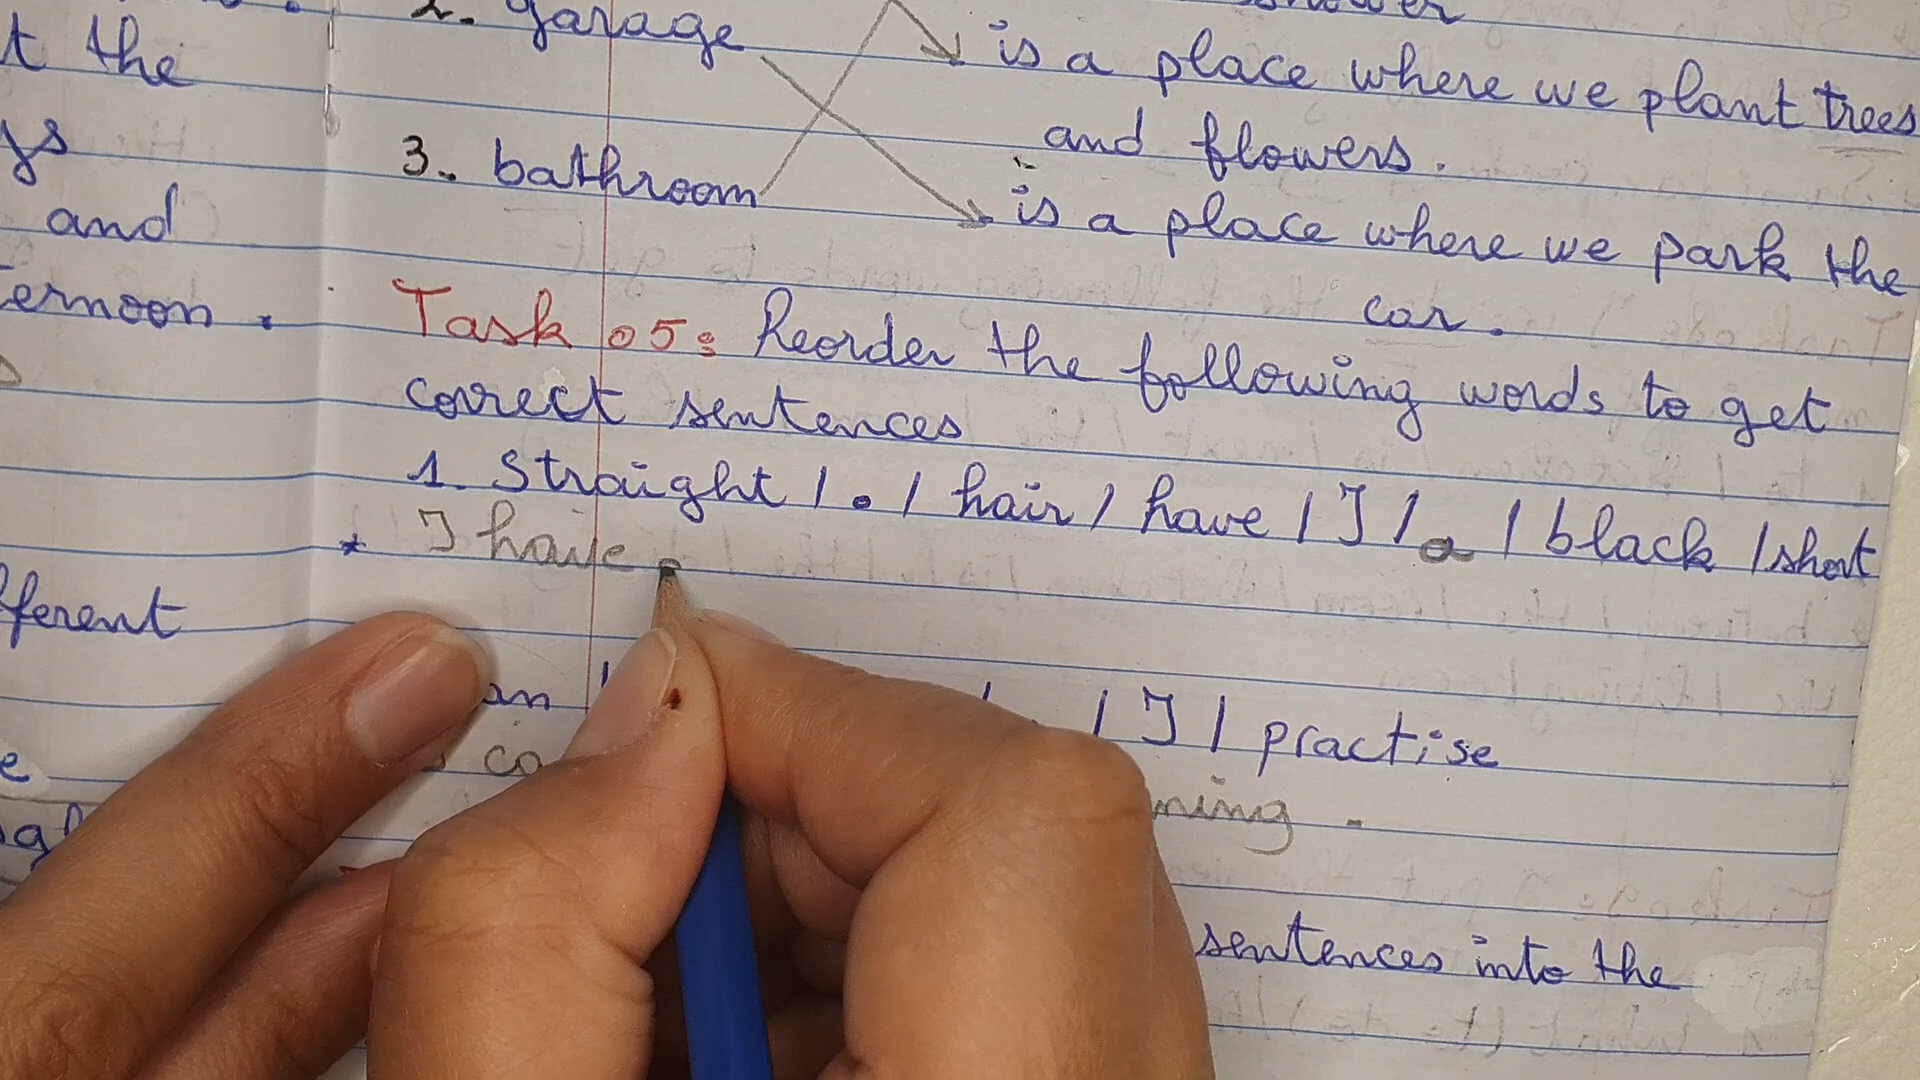 t the
and
ernoon.
fferent
2. garage
is a place where we plant trees
and flowers.
3. bathroom
is a place where we park the
car.
Task 05: Reorder the following words to get
correct sentences
1. Straight / . / hair / have / I / a / black / short
* I have
/ I / practise
ning.
sentences into the